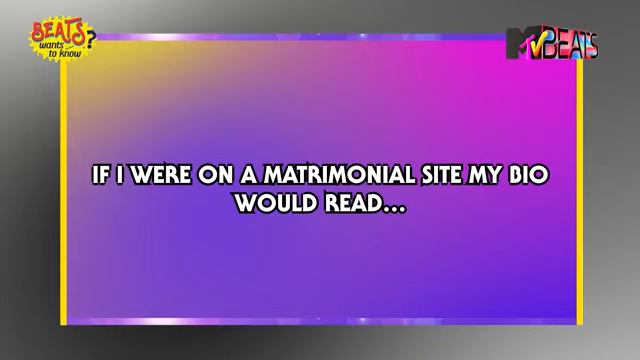 BEATS
wants
to know ?
MTV BEATS
IF I WERE ON A MATRIMONIAL SITE MY BIO
WOULD READ...